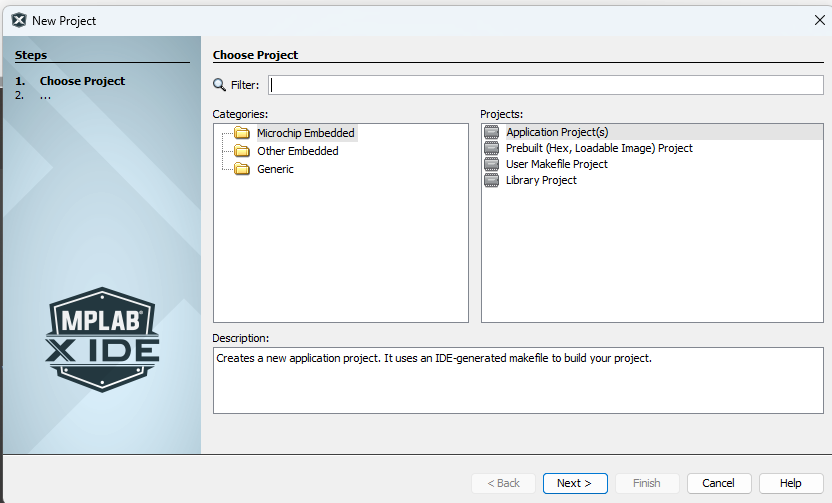 New Project
Steps
1. Choose Project
2. ...
Choose Project
Filter:
Categories:
Microchip Embedded
Other Embedded
Generic
Projects:
Application Project(s)
Prebuilt (Hex, Loadable Image) Project
User Makefile Project
Library Project
MPLAB®
X IDE
Description:
Creates a new application project. It uses an IDE-generated makefile to build your project.
< Back
Next >
Finish
Cancel
Help